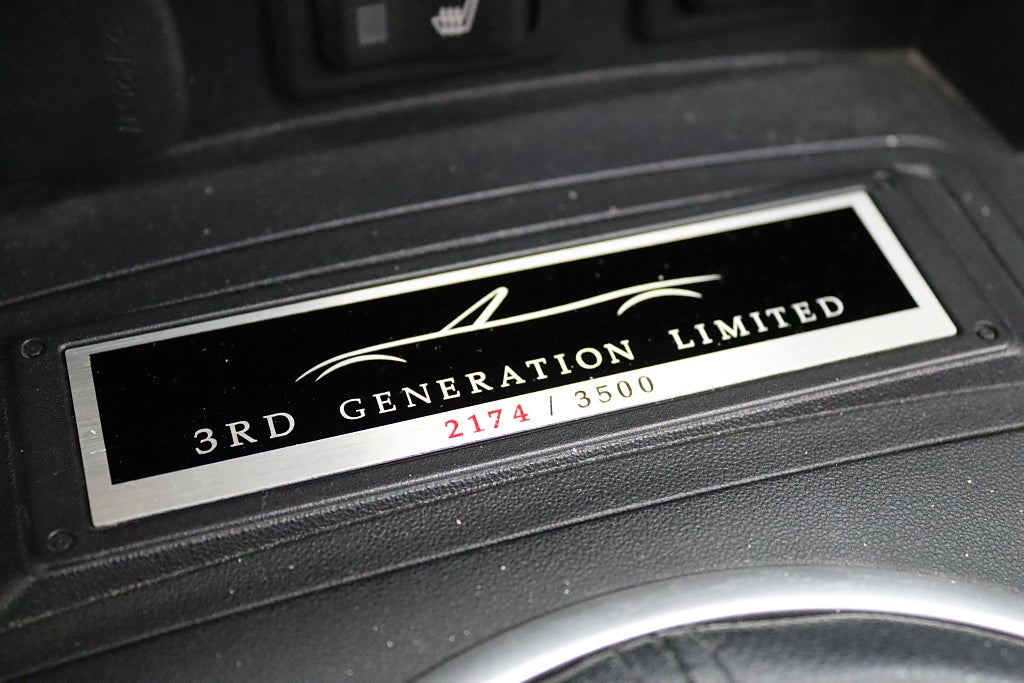 3RD GENERATION LIMITED
2174 / 3500